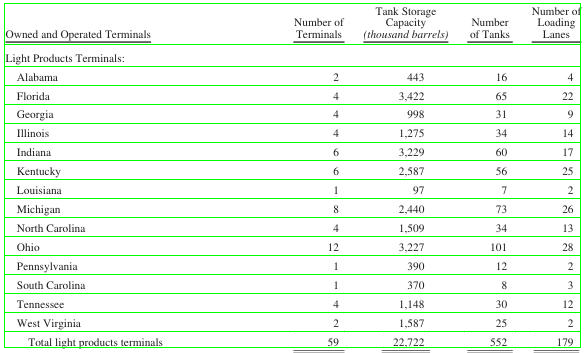 Owned and Operated Terminals Number of Terminals Tank Storage Capacity (thousand barrels) Number of Tanks Number of Loading Lanes
Light Products Terminals:
Alabama 2 443 16 4
Florida 4 3,422 65 22
Georgia 4 998 31 9
Illinois 4 1,275 34 14
Indiana 6 3,229 60 17
Kentucky 6 2,587 56 25
Louisiana 1 97 7 2
Michigan 8 2,440 73 26
North Carolina 4 1,509 34 13
Ohio 12 3,227 101 28
Pennsylvania 1 390 12 2
South Carolina 1 370 8 3
Tennessee 4 1,148 30 12
West Virginia 2 1,587 25 2
Total light products terminals 59 22,722 552 179